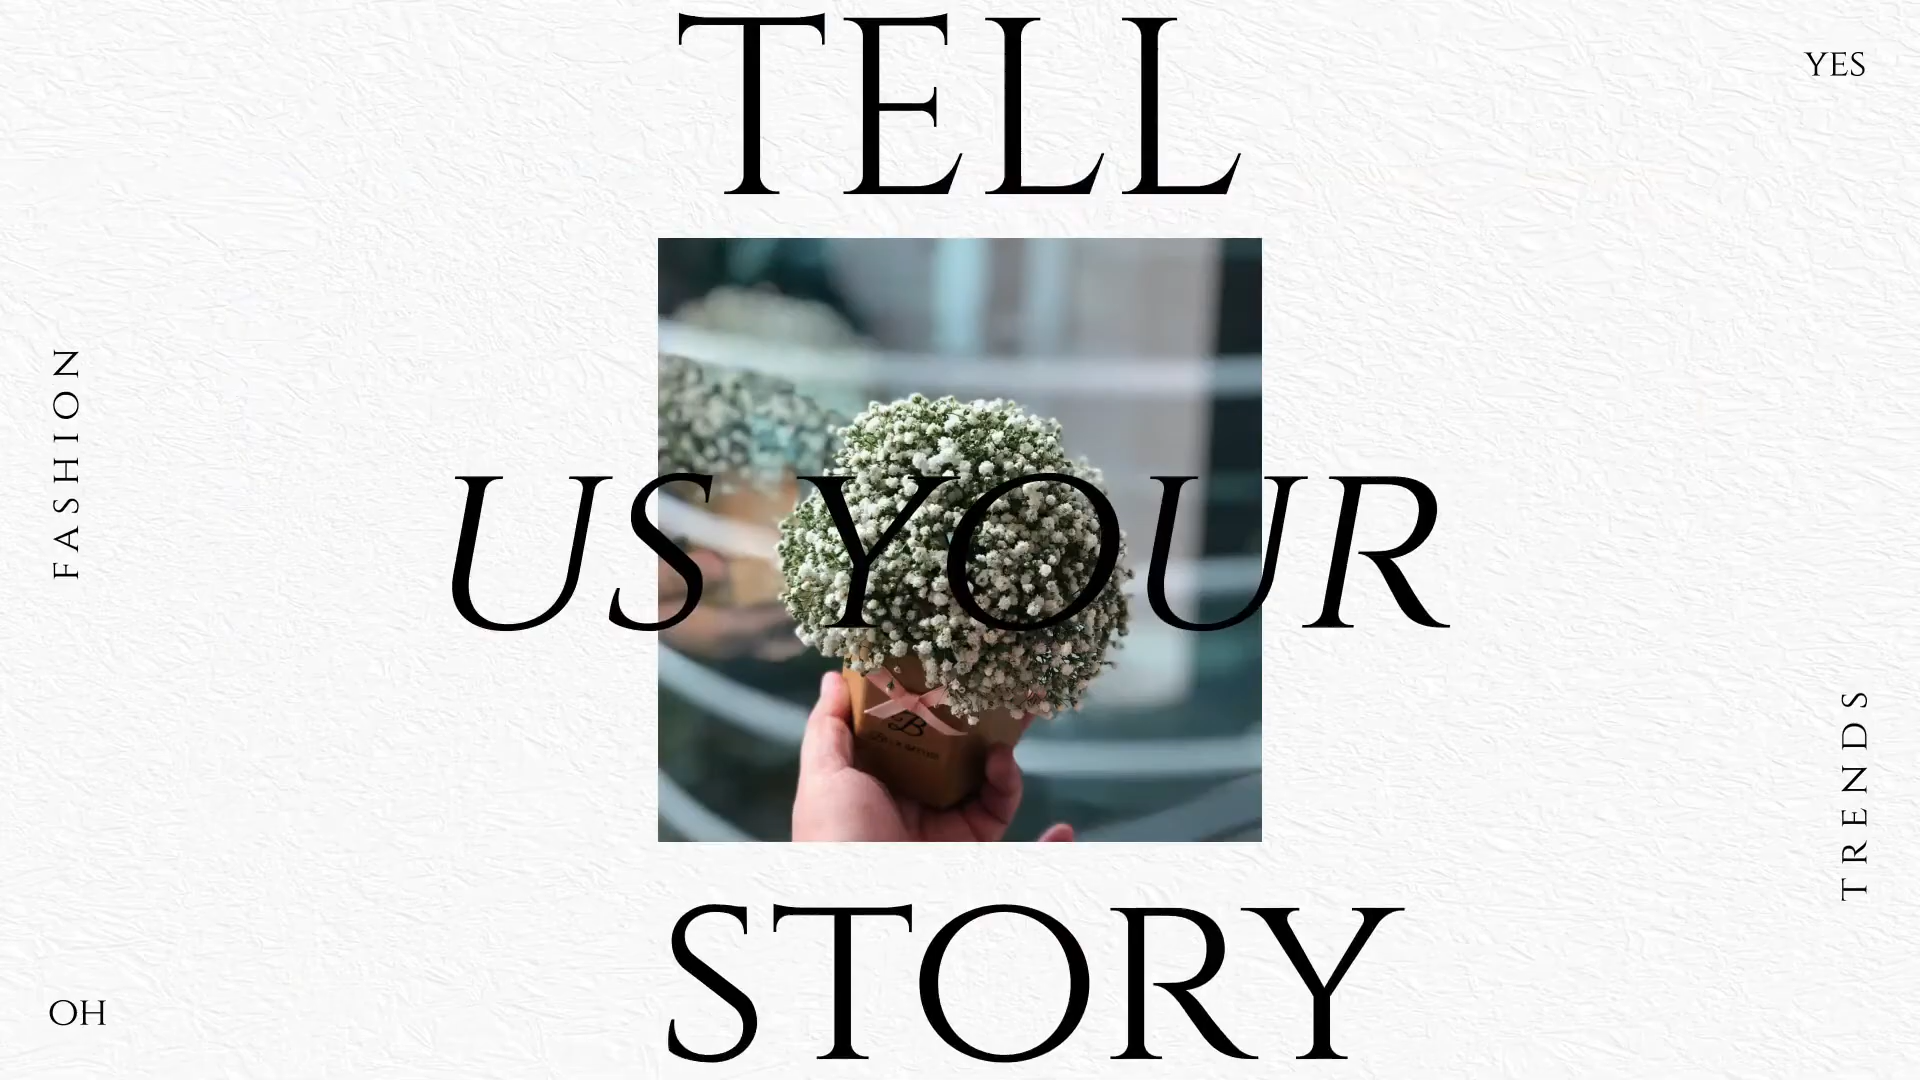 TELL
YES
FASHION
US YOUR
B
TRENDS
STORY
OH